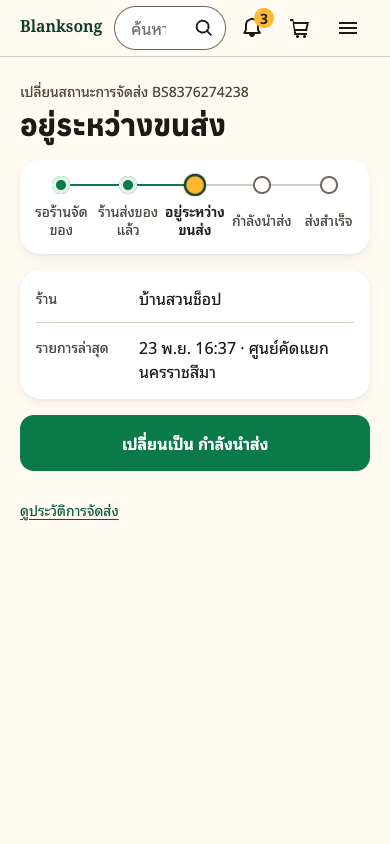 Blanksong
ค้นหา
3
เปลี่ยนสถานะการจัดส่ง BS8376274238
อยู่ระหว่างขนส่ง
รอร้านจัดของ
ร้านส่งของแล้ว
อยู่ระหว่างขนส่ง
กำลังนำส่ง
ส่งสำเร็จ
ร้าน
บ้านสวนช็อป
รายการล่าสุด
23 พ.ย. 16:37 · ศูนย์คัดแยก
นครราชสีมา
เปลี่ยนเป็น กำลังนำส่ง
ดูประวัติการจัดส่ง